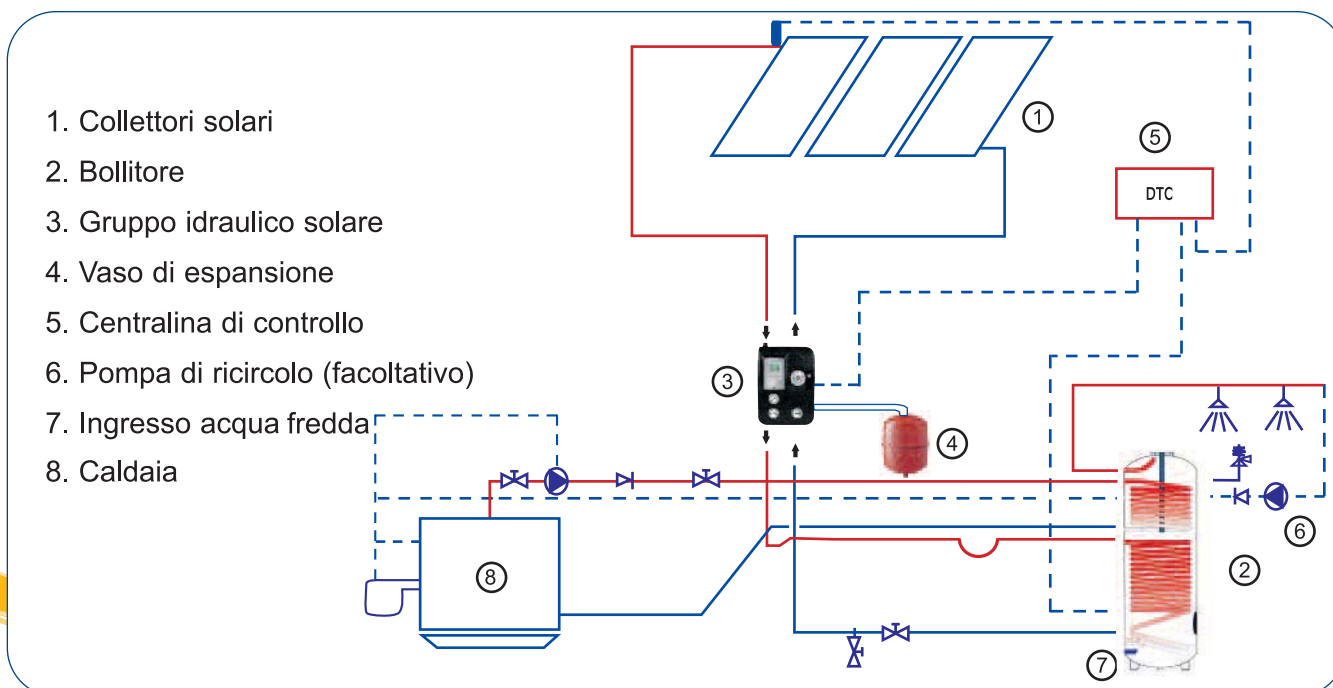 1. Collettori solari
2. Bollitore
3. Gruppo idraulico solare
4. Vaso di espansione
5. Centralina di controllo
6. Pompa di ricircolo (facoltativo)
7. Ingresso acqua fredda
8. Caldaia
1
5
DTC
3
4
6
8
2
7